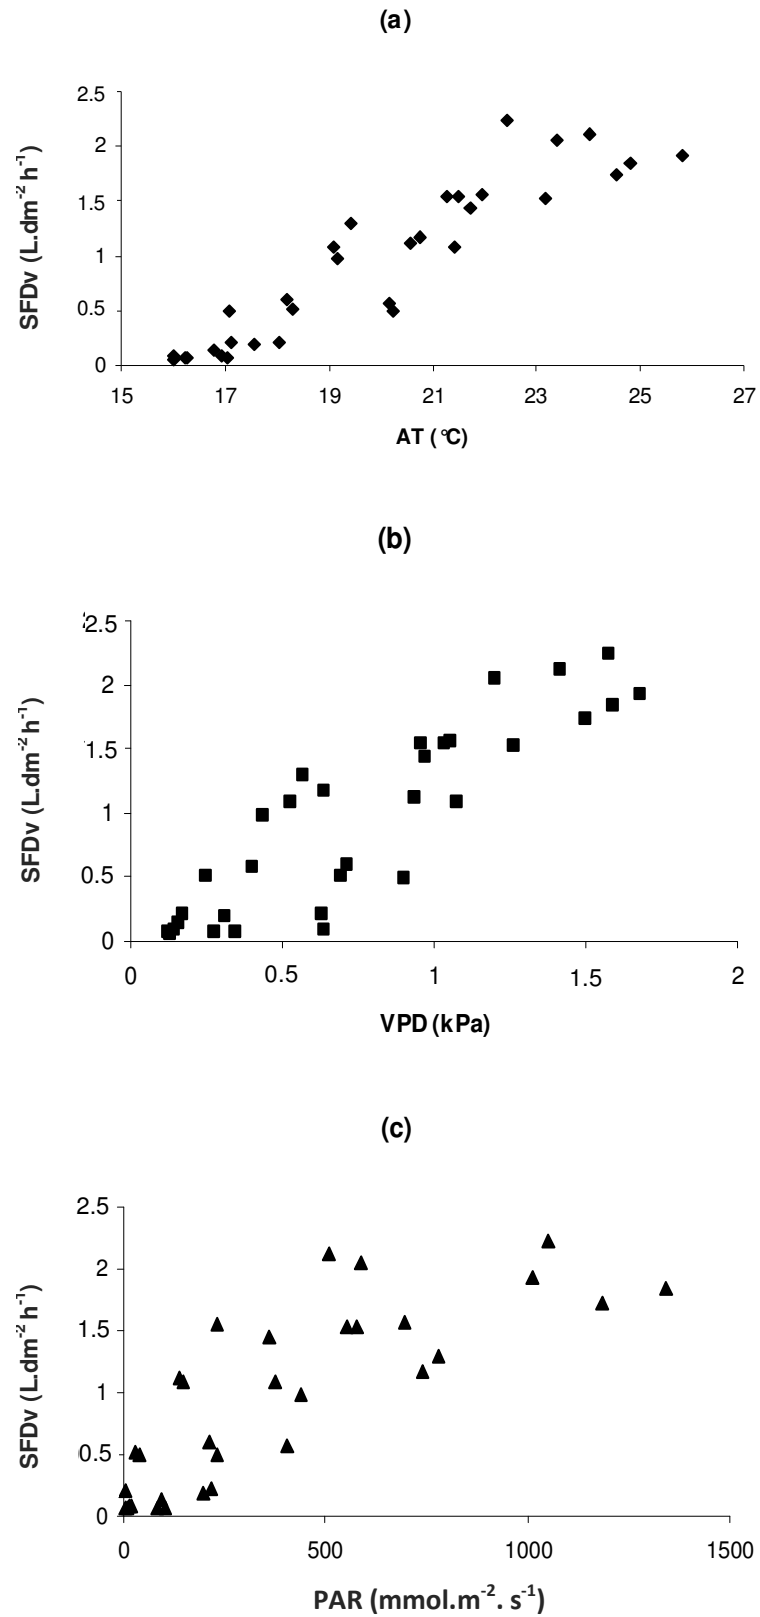 (a)
2.5
2
1.5
1
0.5
0
SFDv (L.dm⁻² h⁻¹)
15 17 19 21 23 25 27
AT (°C)
(b)
2.5
2
1.5
1
0.5
0
SFDv (L.dm⁻² h⁻¹)
0 0.5 1 1.5 2
VPD (kPa)
(c)
2.5
2
1.5
1
0.5
0
SFDv (L.dm⁻² h⁻¹)
0 500 1000 1500
PAR (mmol.m⁻². s⁻¹)